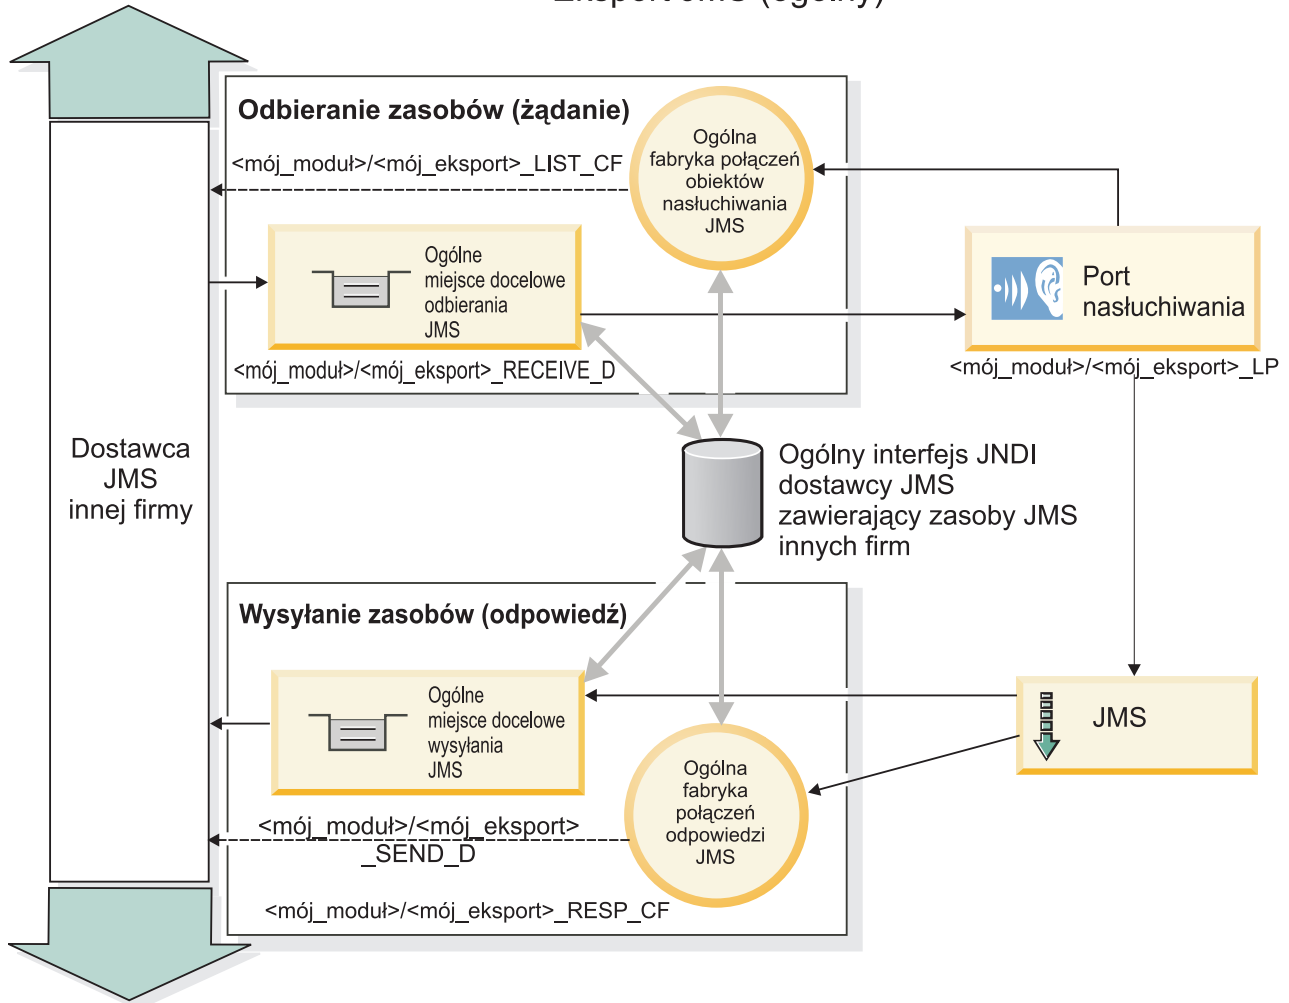 Eksport JMS (ogólny)
Odbieranie zasobów (żądanie)
<mój_moduł>/<mój_eksport>_LIST_CF
Ogólna
fabryka połączeń
obiektów
nasłuchiwania
JMS
Ogólne
miejsce docelowe
odbierania
JMS
<mój_moduł>/<mój_eksport>_RECEIVE_D
Port
nasłuchiwania
<mój_moduł>/<mój_eksport>_LP
Dostawca
JMS
innej firmy
Ogólny interfejs JNDI
dostawcy JMS
zawierający zasoby JMS
innych firm
Wysyłanie zasobów (odpowiedź)
Ogólne
miejsce docelowe
wysyłania
JMS
JMS
Ogólna
fabryka
połączeń
odpowiedzi
JMS
<mój_moduł>/<mój_eksport>
_SEND_D
<mój_moduł>/<mój_eksport>_RESP_CF